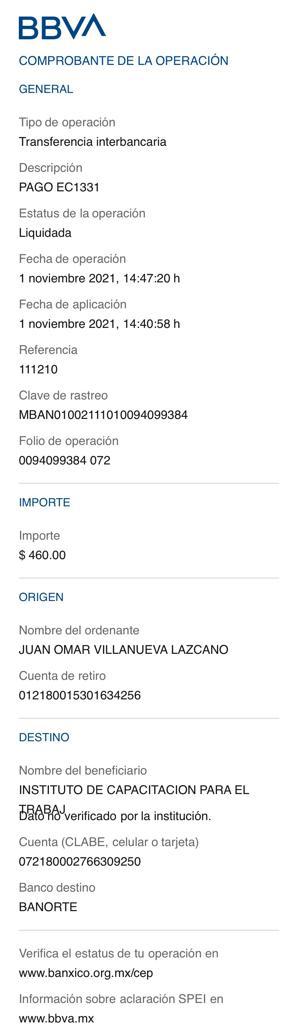 BBVA
COMPROBANTE DE LA OPERACIÓN
GENERAL
Tipo de operación
Transferencia interbancaria
Descripción
PAGO EC1331
Estatus de la operación
Liquidada
Fecha de operación
1 noviembre 2021, 14:47:20 h
Fecha de aplicación
1 noviembre 2021, 14:40:58 h
Referencia
111210
Clave de rastreo
MBAN01002111010094099384
Folio de operación
0094099384 072
IMPORTE
Importe
$ 460.00
ORIGEN
Nombre del ordenante
JUAN OMAR VILLANUEVA LAZCANO
Cuenta de retiro
012180015301634256
DESTINO
Nombre del beneficiario
INSTITUTO DE CAPACITACION PARA EL
TRABAJ
Dato no verificado por la institución.
Cuenta (CLABE, celular o tarjeta)
072180002766309250
Banco destino
BANORTE
Verifica el estatus de tu operación en
www.banxico.org.mx/cep
Información sobre aclaración SPEI en
www.bbva.mx